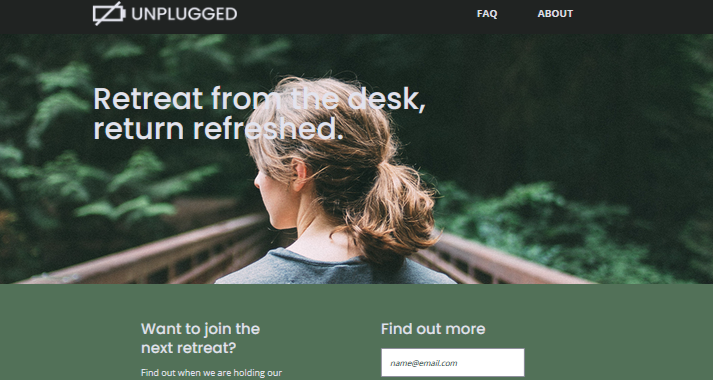 UNPLUGGED
FAQ
ABOUT
Retreat from the desk,
return refreshed.
Want to join the
next retreat?
Find out when we are holding our
Find out more
name@email.com